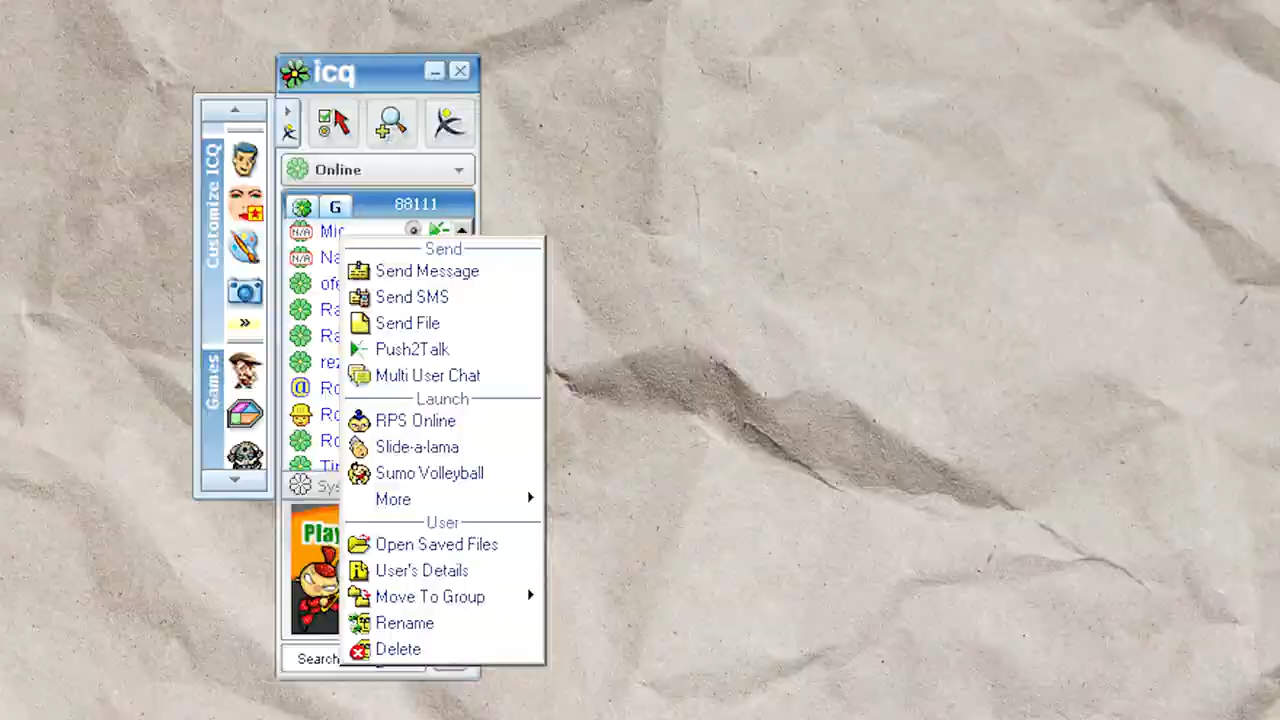 icq
Customize ICQ
Games
Online
G
88111
N/A
N/A
Send
Send Message
Send SMS
Send File
Push2Talk
Multi User Chat
Launch
RPS Online
Slide-a-lama
Sumo Volleyball
More
User
Open Saved Files
User's Details
Move To Group
Rename
Delete
Play
Search